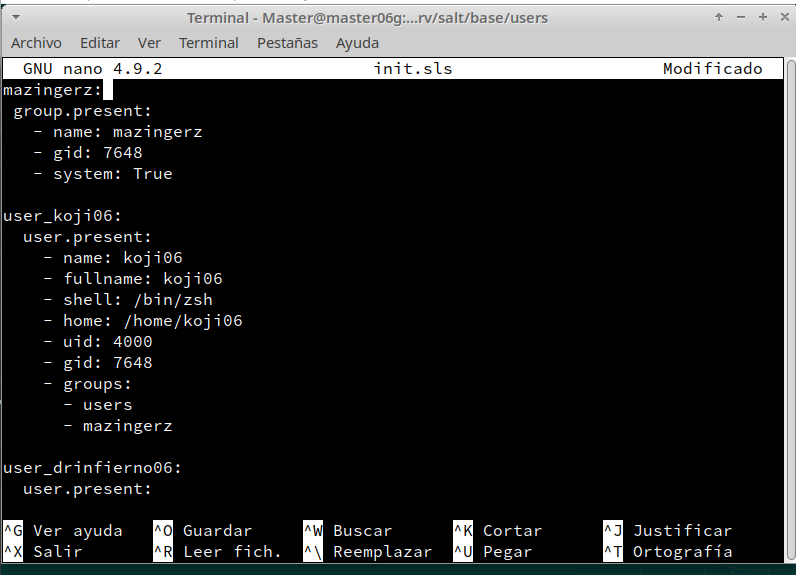 Terminal - Master@master06g:...rv/salt/base/users
Archivo Editar Ver Terminal Pestañas Ayuda
GNU nano 4.9.2 init.sls Modificado
mazingerz:
 group.present:
   - name: mazingerz
   - gid: 7648
   - system: True

user_koji06:
  user.present:
    - name: koji06
    - fullname: koji06
    - shell: /bin/zsh
    - home: /home/koji06
    - uid: 4000
    - gid: 7648
    - groups:
      - users
      - mazingerz

user_drinfierno06:
  user.present:

^G Ver ayuda ^O Guardar ^W Buscar ^K Cortar ^J Justificar
^X Salir ^R Leer fich. ^\ Reemplazar ^U Pegar ^T Ortografía